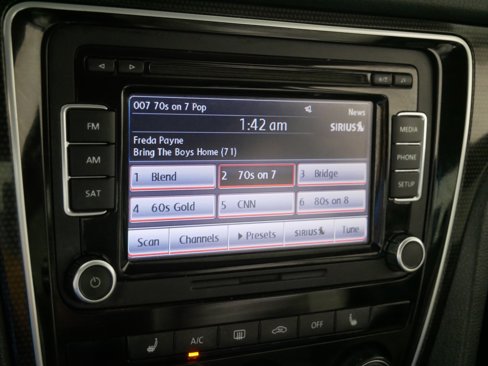 007 70s on 7 Pop
News
1:42 am
SIRIUS
Freda Payne
Bring The Boys Home (71)
1 Blend
2 70s on 7
3 Bridge
4 60s Gold
5 CNN
6 80s on 8
Scan
Channels
Presets
SIRIUS
Tune
FM
AM
SAT
MEDIA
PHONE
SETUP
A/C
OFF